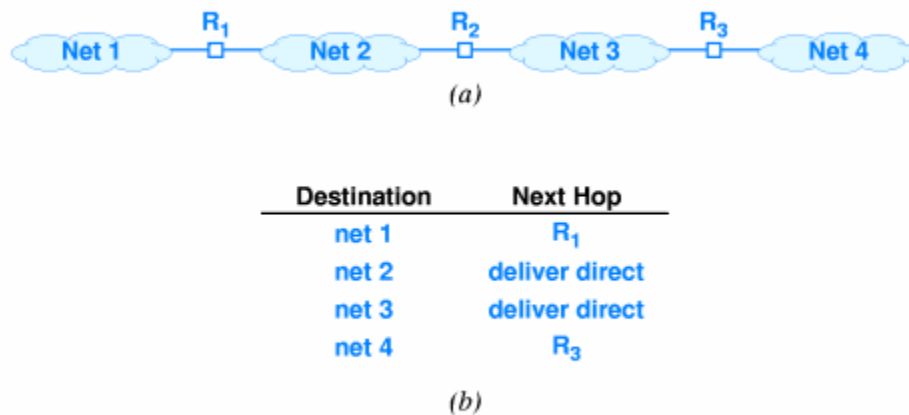 R1 R2 R3
Net 1 Net 2 Net 3 Net 4
(a)
Destination Next Hop
net 1 R1
net 2 deliver direct
net 3 deliver direct
net 4 R3
(b)